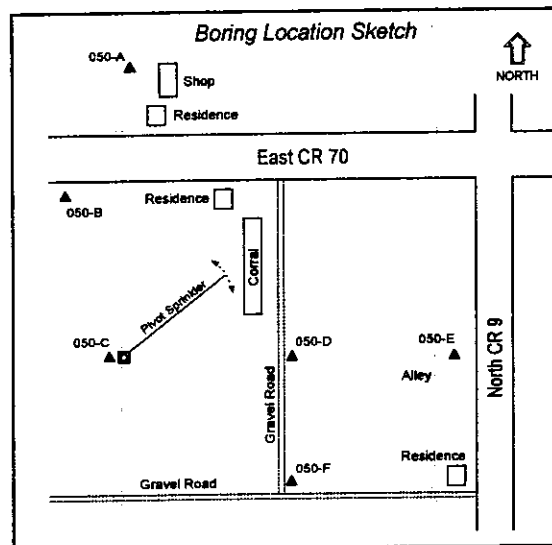 Boring Location Sketch
050-A
Shop
NORTH
Residence
East CR 70
Residence
050-B
Corral
Pivot Sprinkler
050-C
050-D
050-E
Alley
North CR 9
Gravel Road
Residence
050-F
Gravel Road